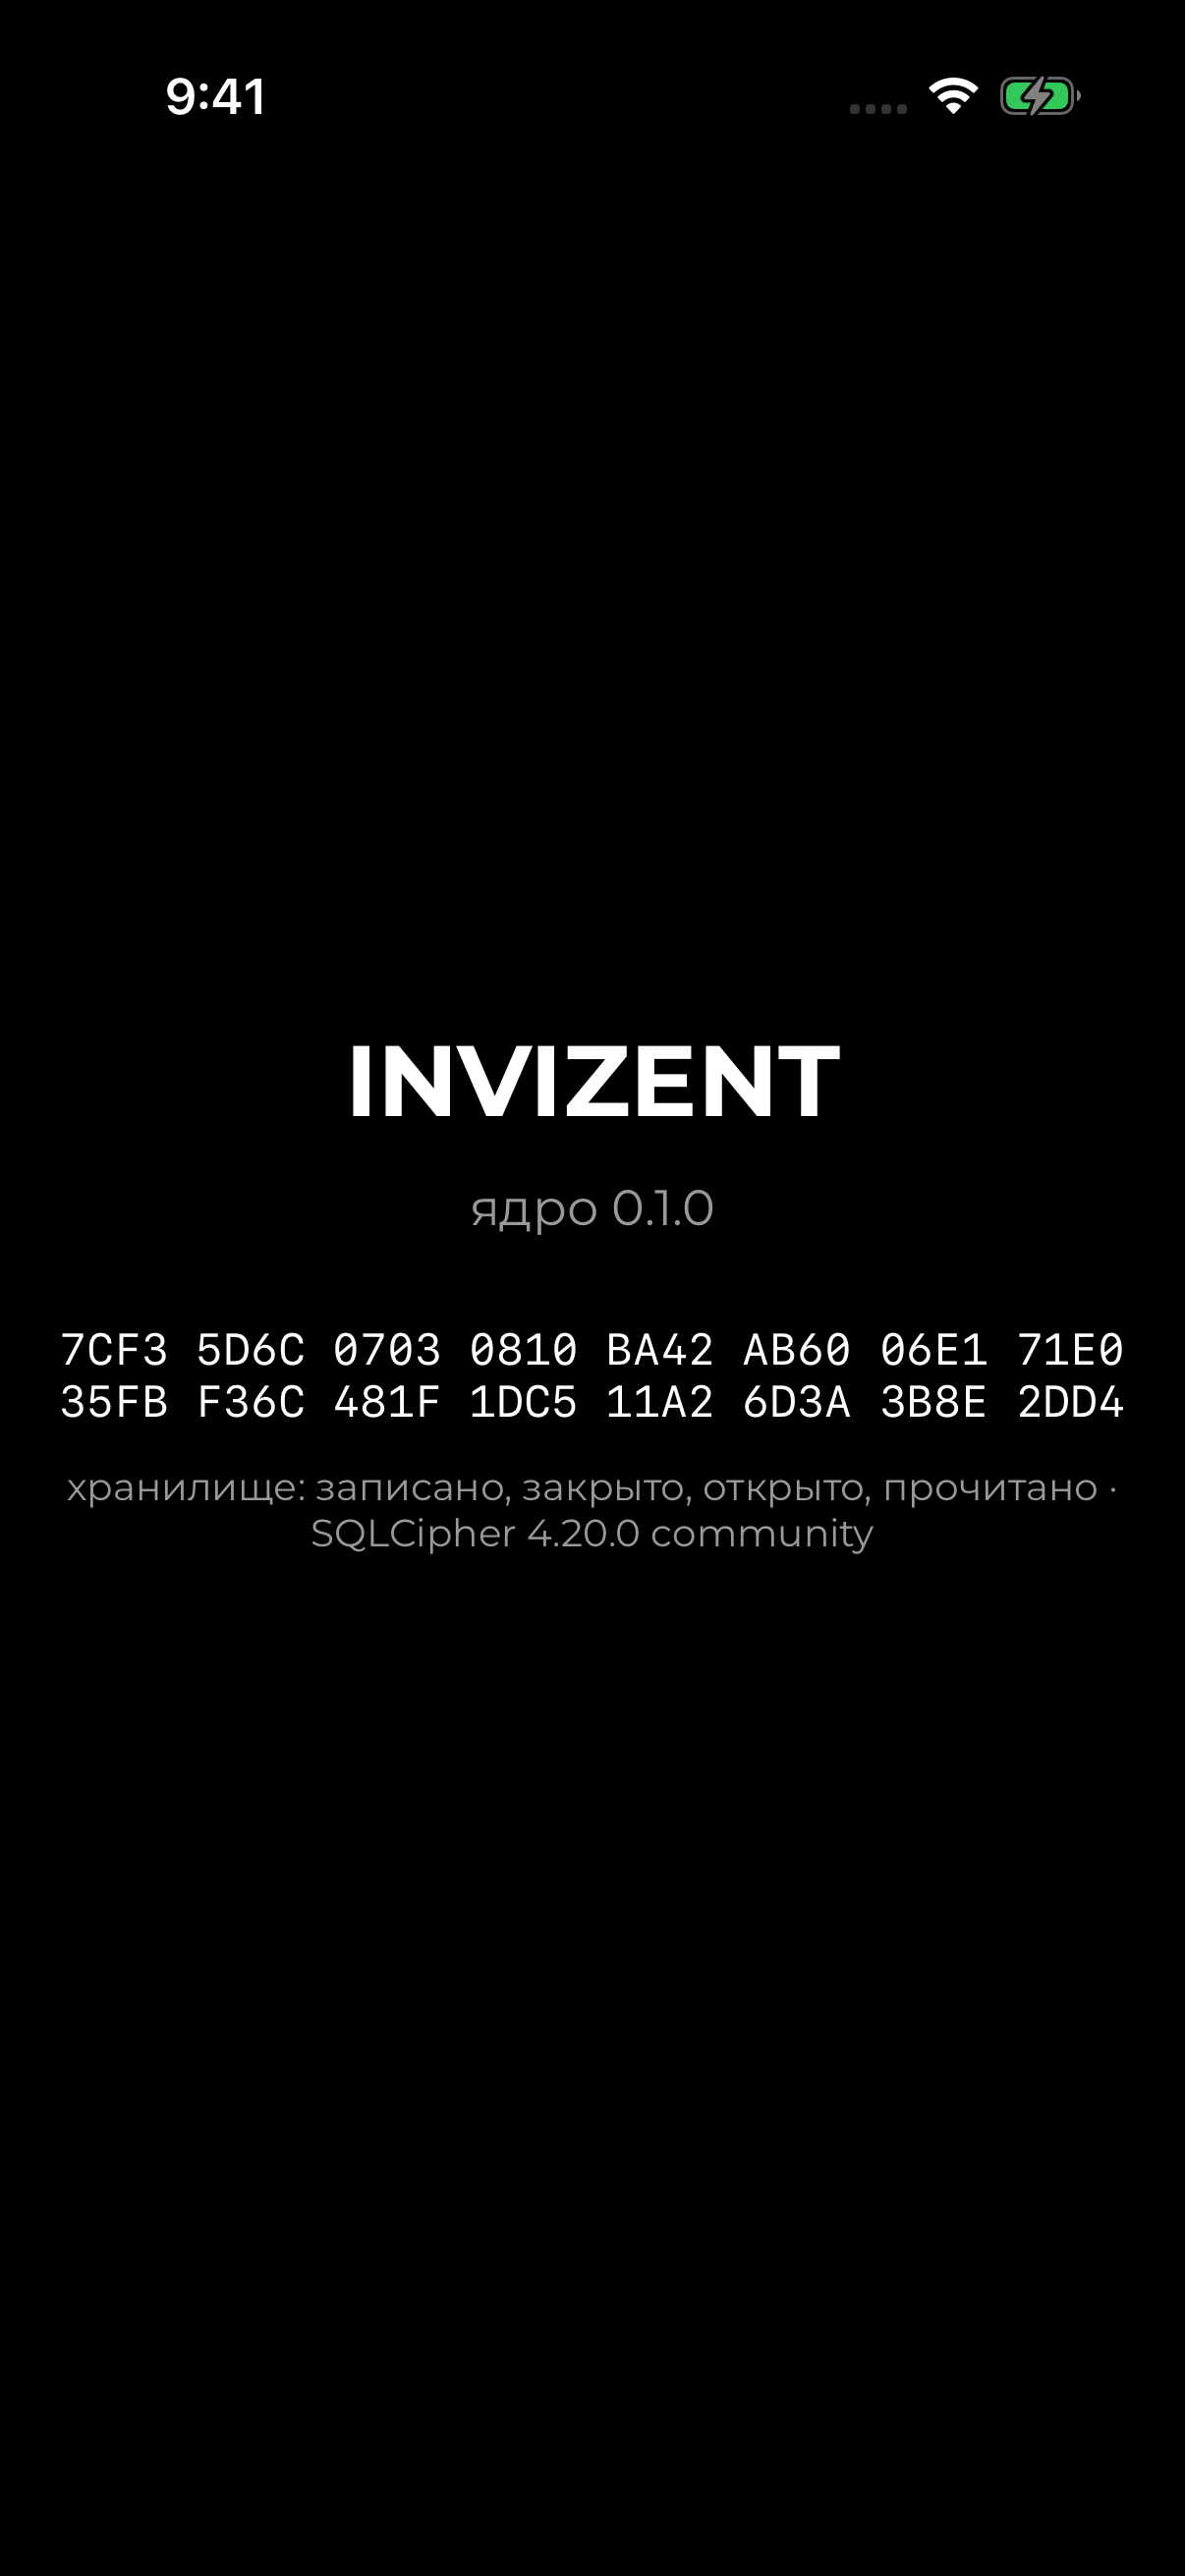 9:41
INVIZENT
ядро 0.1.0
7CF3 5D6C 0703 0810 BA42 AB60 06E1 71E0
35FB F36C 481F 1DC5 11A2 6D3A 3B8E 2DD4
хранилище: записано, закрыто, открыто, прочитано ·
SQLCipher 4.20.0 community